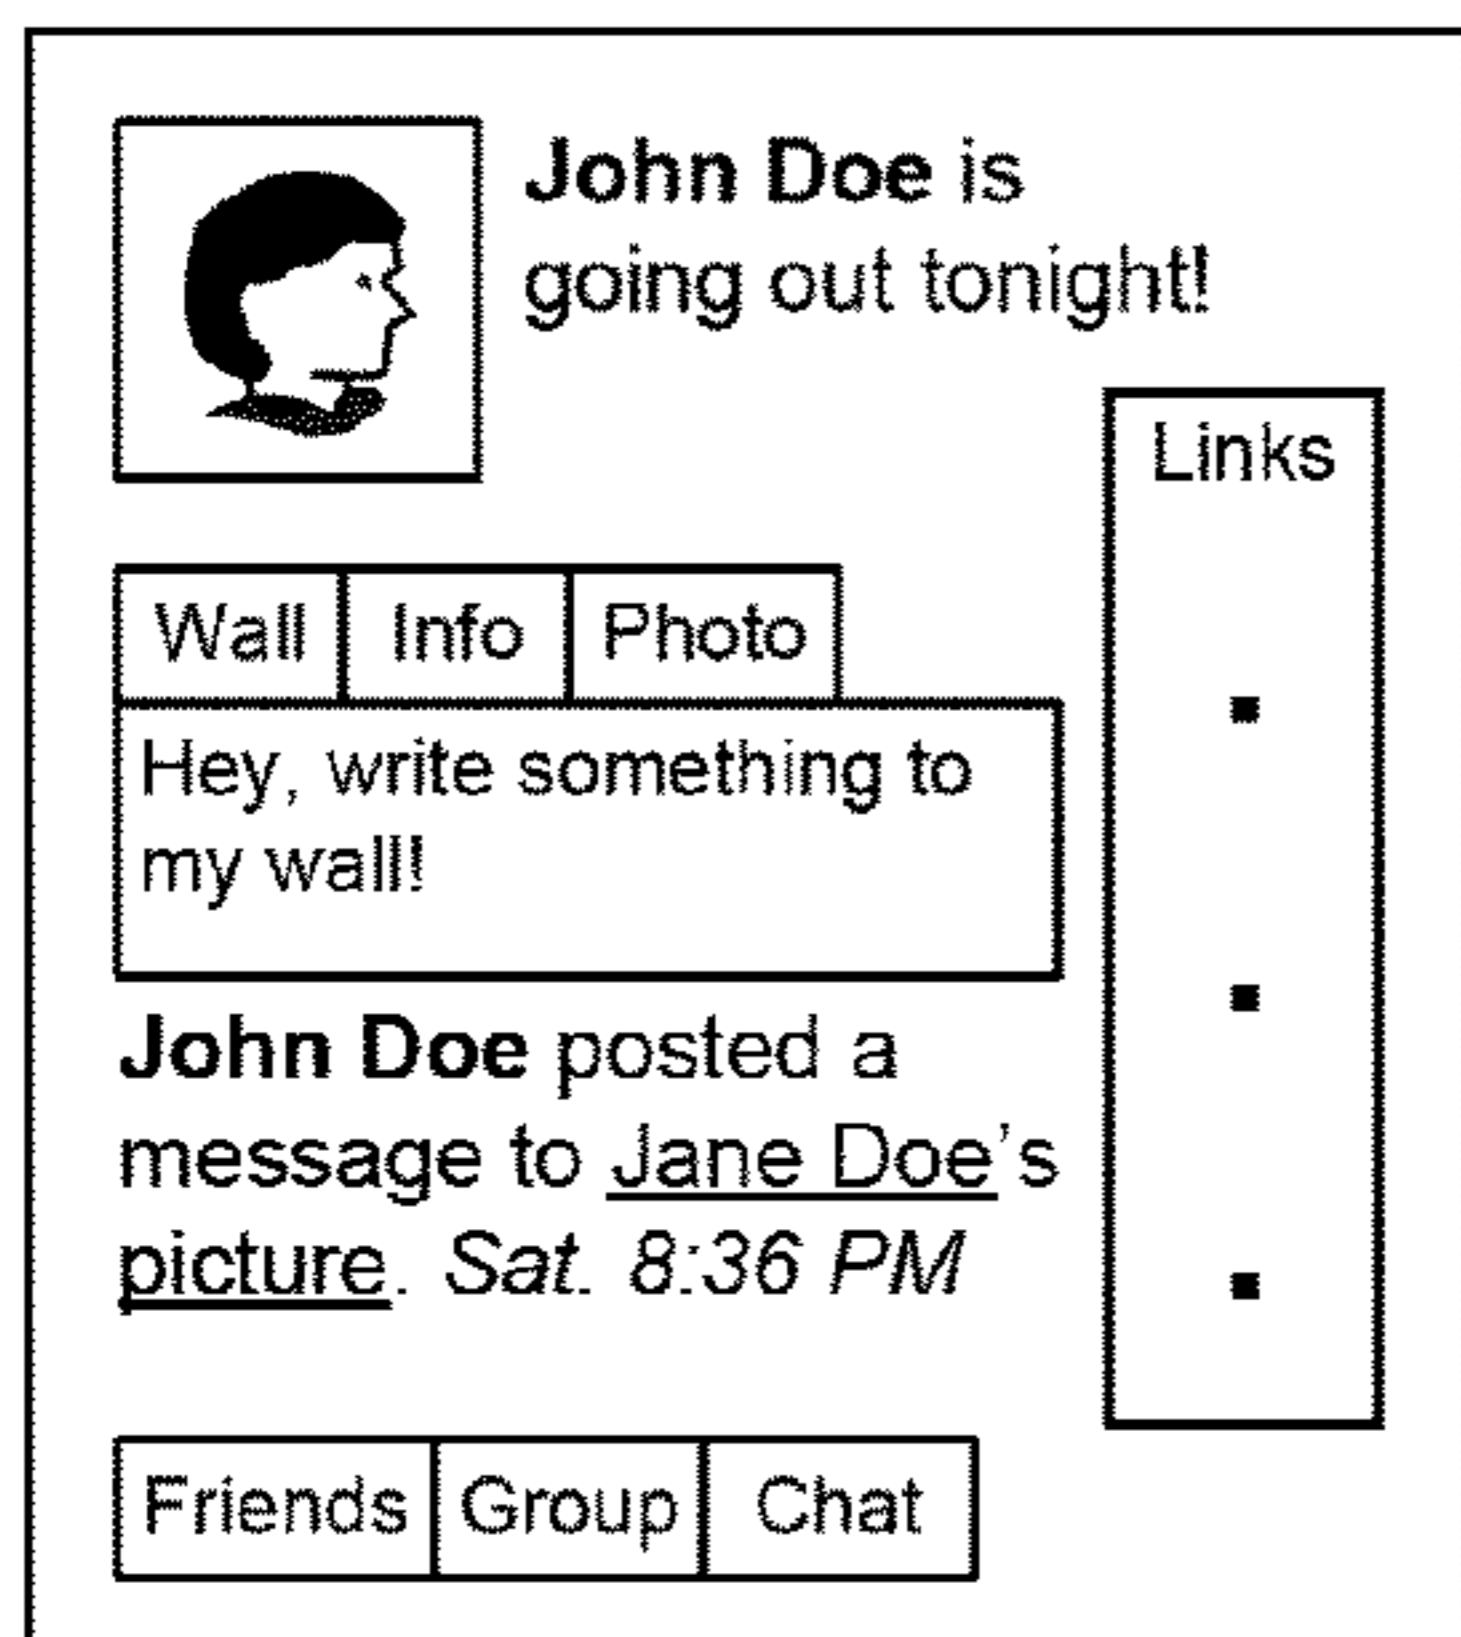 John Doe is
going out tonight!
Links
Wall Info Photo
Hey, write something to
my wall!
John Doe posted a
message to Jane Doe's
picture. Sat. 8:36 PM
Friends Group Chat